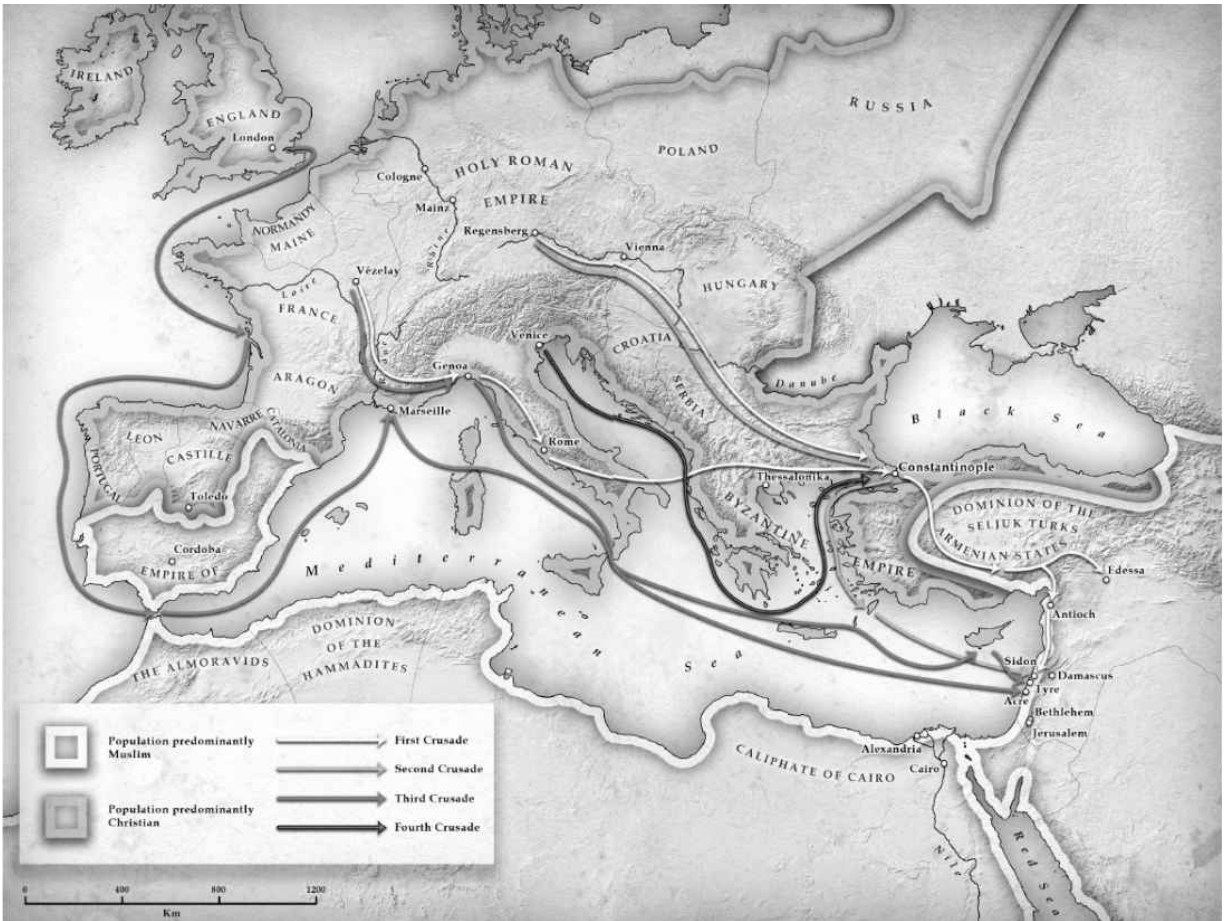 IRELAND
ENGLAND
London
RUSSIA
POLAND
HOLY ROMAN
EMPIRE
Cologne
Mainz
Rhine
NORMANDY
MAINE
Regensberg
Vienna
HUNGARY
Vézelay
Loire
FRANCE
Venice
CROATIA
Genoa
Danube
SERBIA
ARAGON
Marseille
Black Sea
NAVARRE
CATALONIA
LEON
CASTILLE
PORTUGAL
Rome
Constantinople
Thessalonika
Toledo
BYZANTINE
EMPIRE
DOMINION OF THE
SELJUK TURKS
ARMENIAN STATES
Edessa
Cordoba
EMPIRE OF
THE ALMORAVIDS
Mediterranean Sea
DOMINION
OF THE
HAMMADITES
Antioch
Sidon
Damascus
Tyre
Acre
Bethlehem
Jerusalem
Alexandria
Cairo
CALIPHATE OF CAIRO
Nile
Red Sea
Population predominantly
Muslim
Population predominantly
Christian
First Crusade
Second Crusade
Third Crusade
Fourth Crusade
0 400 800 1200
Km